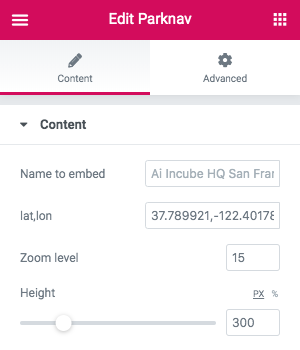 Edit Parknav
Content Advanced
Content
Name to embed Ai Incube HQ San Fran
lat,lon 37.789921,-122.40178
Zoom level 15
Height PX %
300